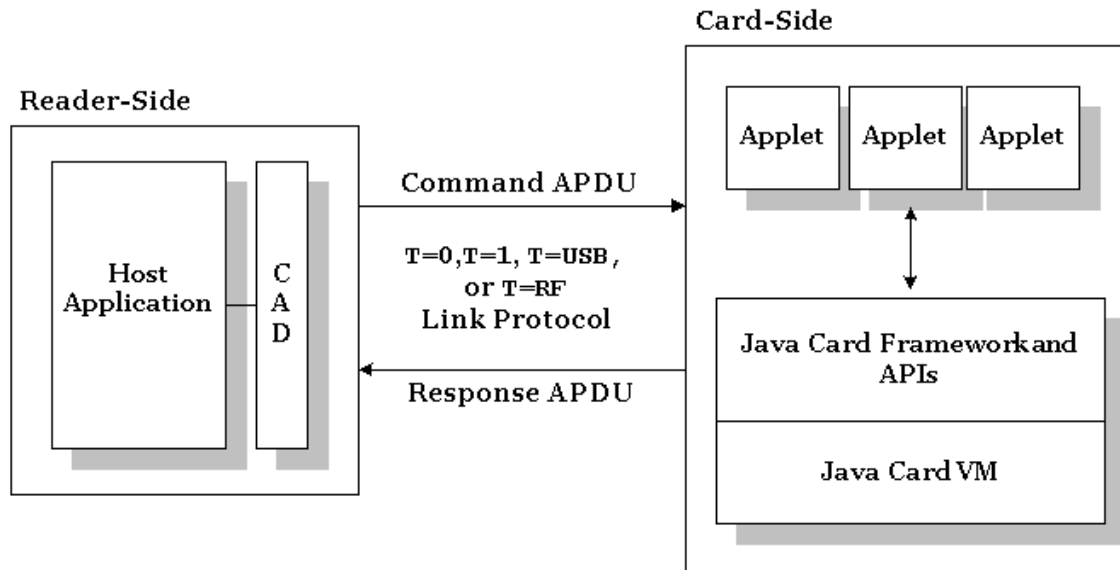 Card-Side
Reader-Side
Applet
Applet
Applet
Command APDU
T=0,T=1, T=USB,
or T=RF
Link Protocol
Host
Application
C
A
D
Java Card Frameworkand
APIs
Response APDU
Java Card VM